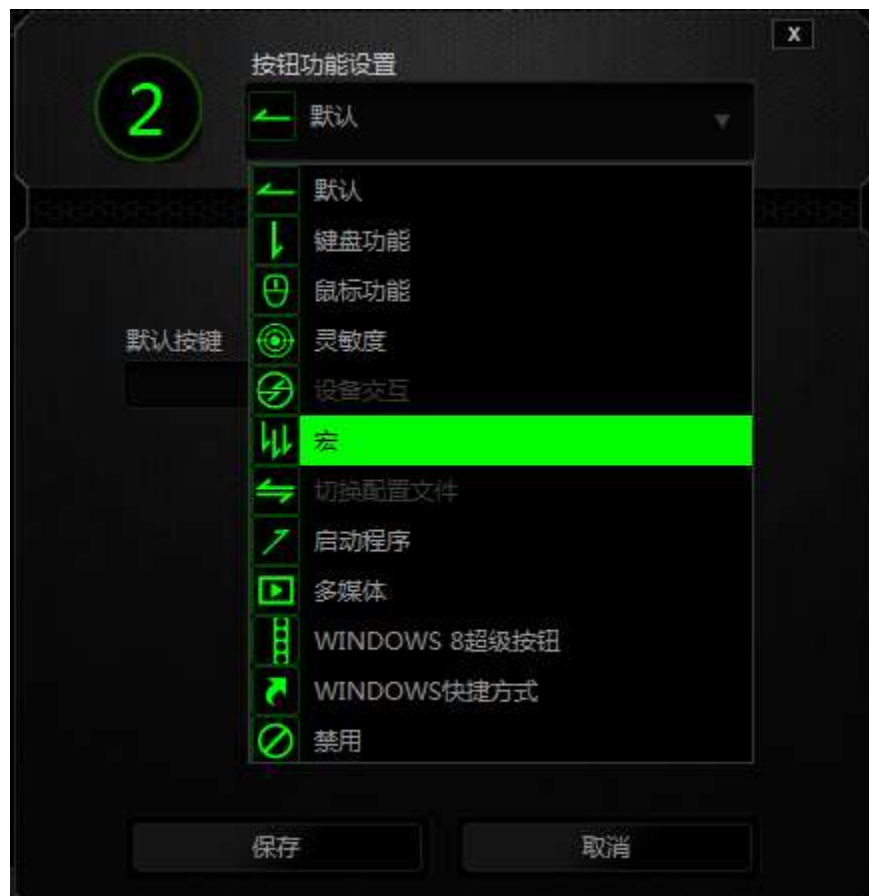 X
按钮功能设置
2
默认
默认
键盘功能
鼠标功能
默认按键
灵敏度
设备交互
宏
切换配置文件
启动程序
多媒体
WINDOWS 8超级按钮
WINDOWS快捷方式
禁用
保存
取消